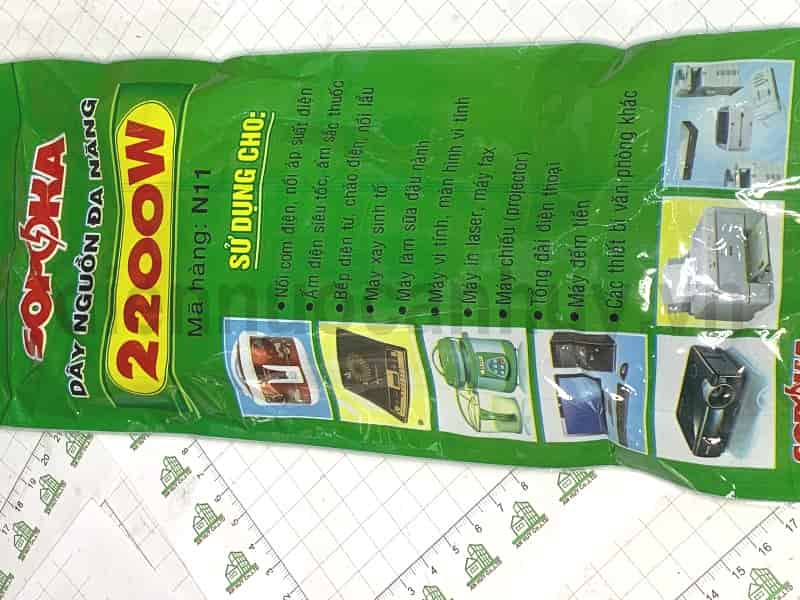 SOPOKA
DÂY NGUỒN ĐA NĂNG
2200W
Mã hàng: N11
SỬ DỤNG CHO:
• Nồi cơm điện, nồi áp suất điện
• Ấm điện siêu tốc, ấm sắc thuốc
• Bếp điện từ, chảo điện, nồi lẩu
• Máy xay sinh tố
• Máy làm sữa đậu nành
• Máy vi tính, màn hình vi tính
• Máy in laser, máy fax
• Máy chiếu (projector)
• Tổng đài điện thoại
• Máy đếm tiền
• Các thiết bị văn phòng khác
SOPOKA